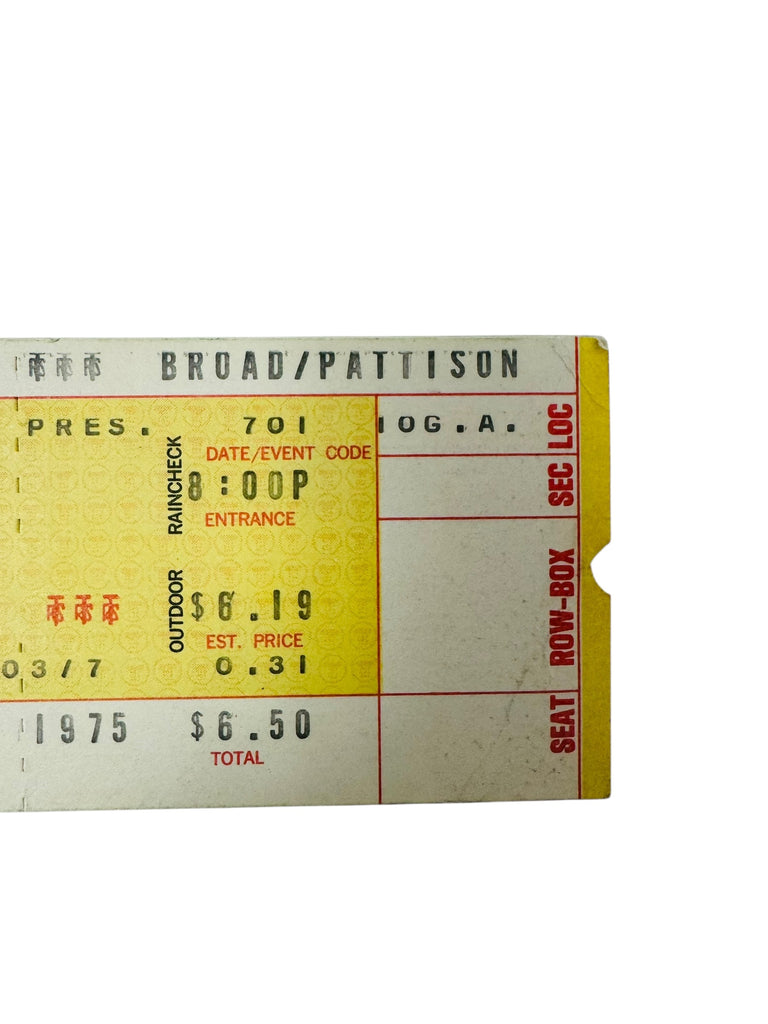 BROAD/PATTISON
PRES. 701 10G.A.
DATE/EVENT CODE
8:00P
ENTRANCE
OUTDOOR RAINCHECK
$6.19
EST. PRICE
03/7 0.31
1975 $6.50
TOTAL
LOC
SEC
ROW-BOX
SEAT